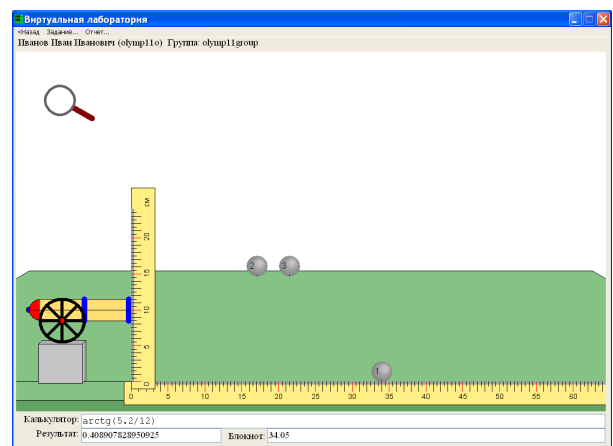 Виртуальная лаборатория
<Назад Задание... Отчет...
Иванов Иван Иванович (olymp11o) Группа: olymp11group
см
20
15
10
5
0
2
3
1
0 5 10 15 20 25 30 35 40 45 50 55 60
Калькулятор: arctg(5.2/12)
Результат: 0.408907828950925 Блокнот: 34.05